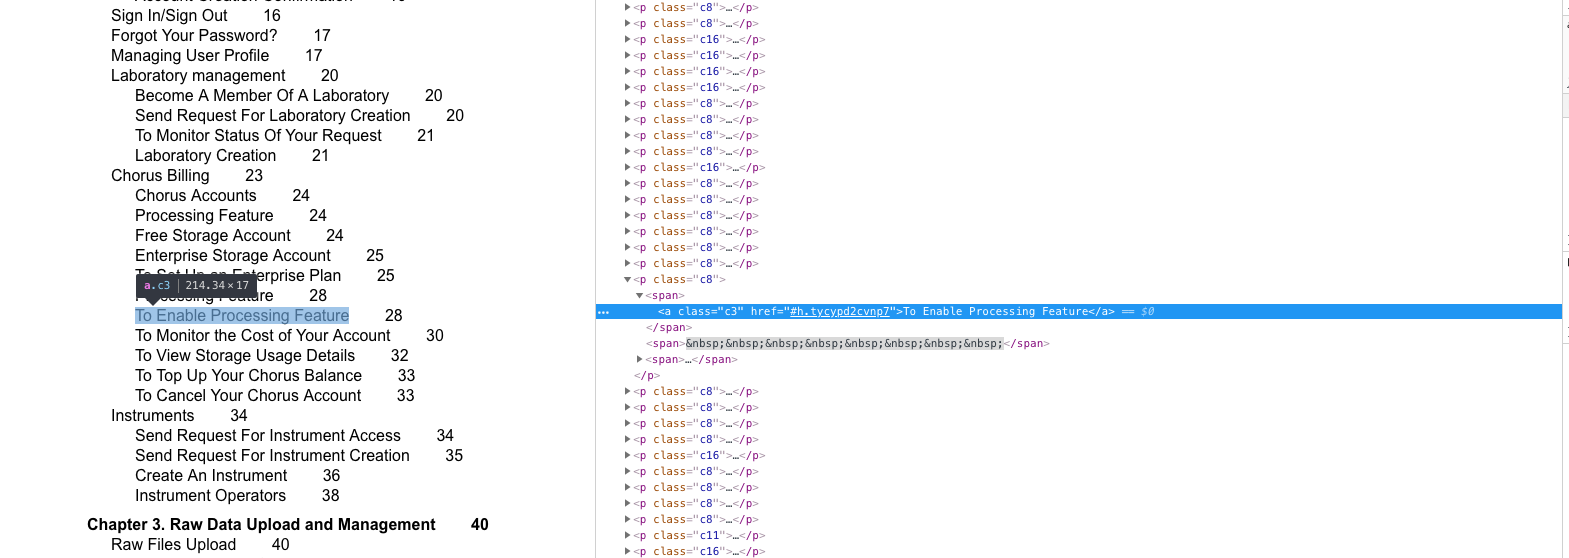 Sign In/Sign Out 16
Forgot Your Password? 17
Managing User Profile 17
Laboratory management 20
Become A Member Of A Laboratory 20
Send Request For Laboratory Creation 20
To Monitor Status Of Your Request 21
Laboratory Creation 21
Chorus Billing 23
Chorus Accounts 24
Processing Feature 24
Free Storage Account 24
Enterprise Storage Account 25
To Set Up an Enterprise Plan 25
a.c3 214.34 × 17
Processing Feature 28
To Enable Processing Feature 28
To Monitor the Cost of Your Account 30
To View Storage Usage Details 32
To Top Up Your Chorus Balance 33
To Cancel Your Chorus Account 33
Instruments 34
Send Request For Instrument Access 34
Send Request For Instrument Creation 35
Create An Instrument 36
Instrument Operators 38
Chapter 3. Raw Data Upload and Management 40
Raw Files Upload 40
<p class="c8">…</p>
<p class="c8">…</p>
<p class="c16">…</p>
<p class="c16">…</p>
<p class="c16">…</p>
<p class="c16">…</p>
<p class="c8">…</p>
<p class="c8">…</p>
<p class="c8">…</p>
<p class="c8">…</p>
<p class="c16">…</p>
<p class="c8">…</p>
<p class="c8">…</p>
<p class="c8">…</p>
<p class="c8">…</p>
<p class="c8">…</p>
<p class="c8">…</p>
<p class="c8">
<span>
<a class="c3" href="#h.tycypd2cvnp7">To Enable Processing Feature</a> == $0
</span>
<span>&nbsp;&nbsp;&nbsp;&nbsp;&nbsp;&nbsp;&nbsp;&nbsp;</span>
<span>…</span>
</p>
<p class="c8">…</p>
<p class="c8">…</p>
<p class="c8">…</p>
<p class="c8">…</p>
<p class="c16">…</p>
<p class="c8">…</p>
<p class="c8">…</p>
<p class="c8">…</p>
<p class="c8">…</p>
<p class="c11">…</p>
<p class="c16">…</p>